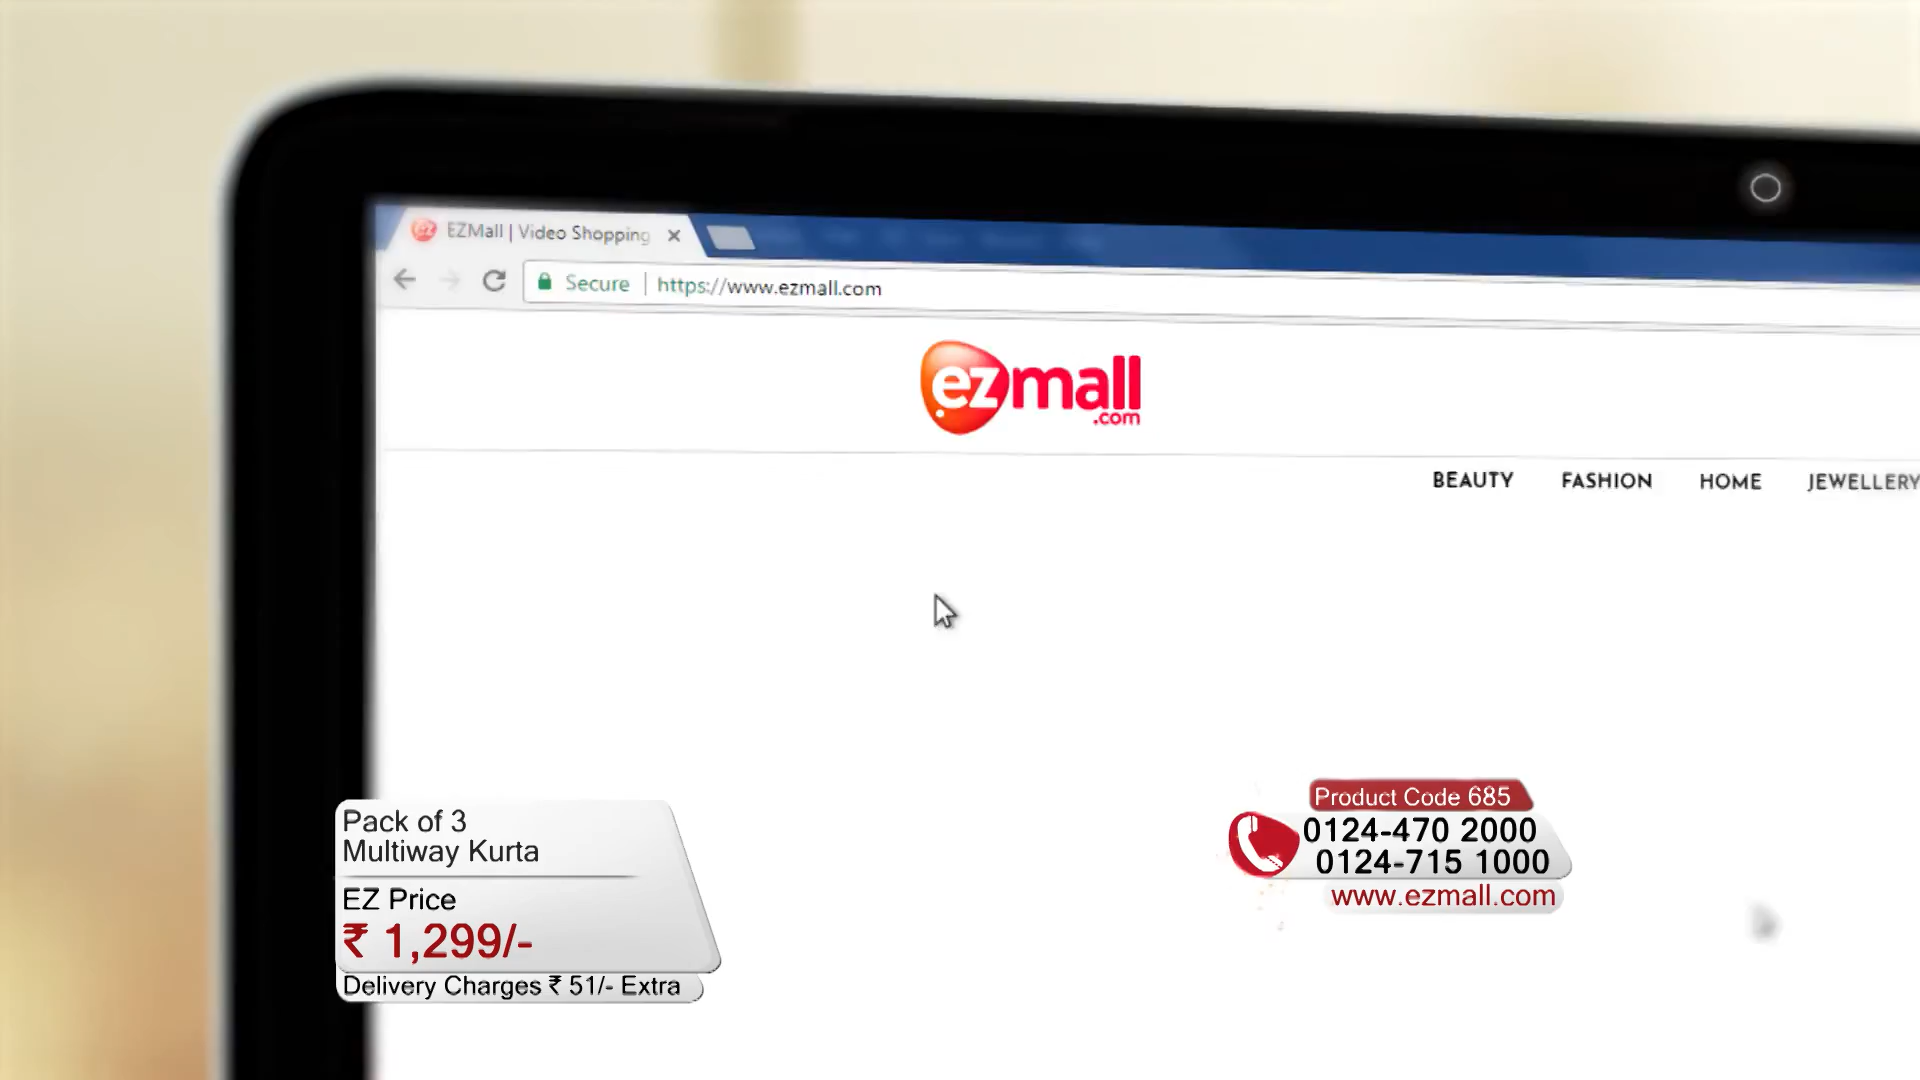 EZMall | Video Shopping
Secure
https://www.ezmall.com
ezmall
.com
BEAUTY FASHION HOME JEWELLERY
Product Code 685
0124-470 2000
0124-715 1000
www.ezmall.com
Pack of 3
Multiway Kurta
EZ Price
₹ 1,299/-
Delivery Charges ₹ 51/- Extra